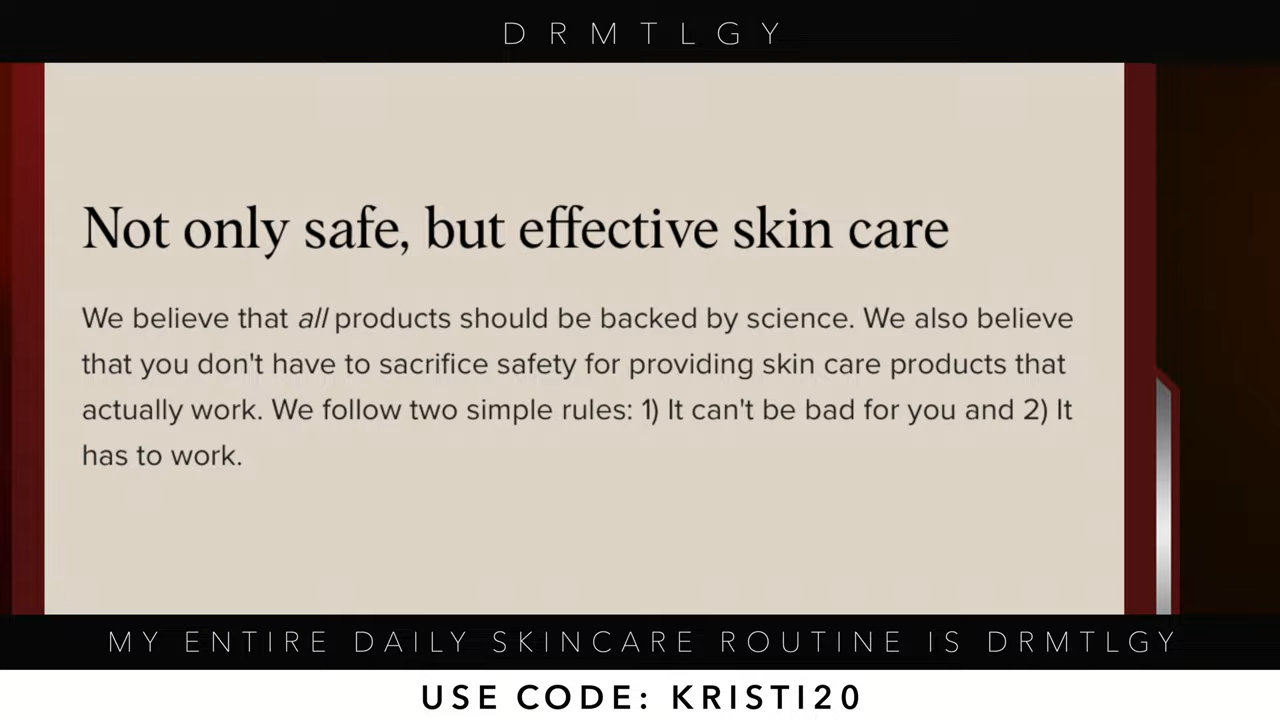 DRMTLGY
Not only safe, but effective skin care
We believe that all products should be backed by science. We also believe
that you don't have to sacrifice safety for providing skin care products that
actually work. We follow two simple rules: 1) It can't be bad for you and 2) It
has to work.
MY ENTIRE DAILY SKINCARE ROUTINE IS DRMTLGY
USE CODE: KRISTI20